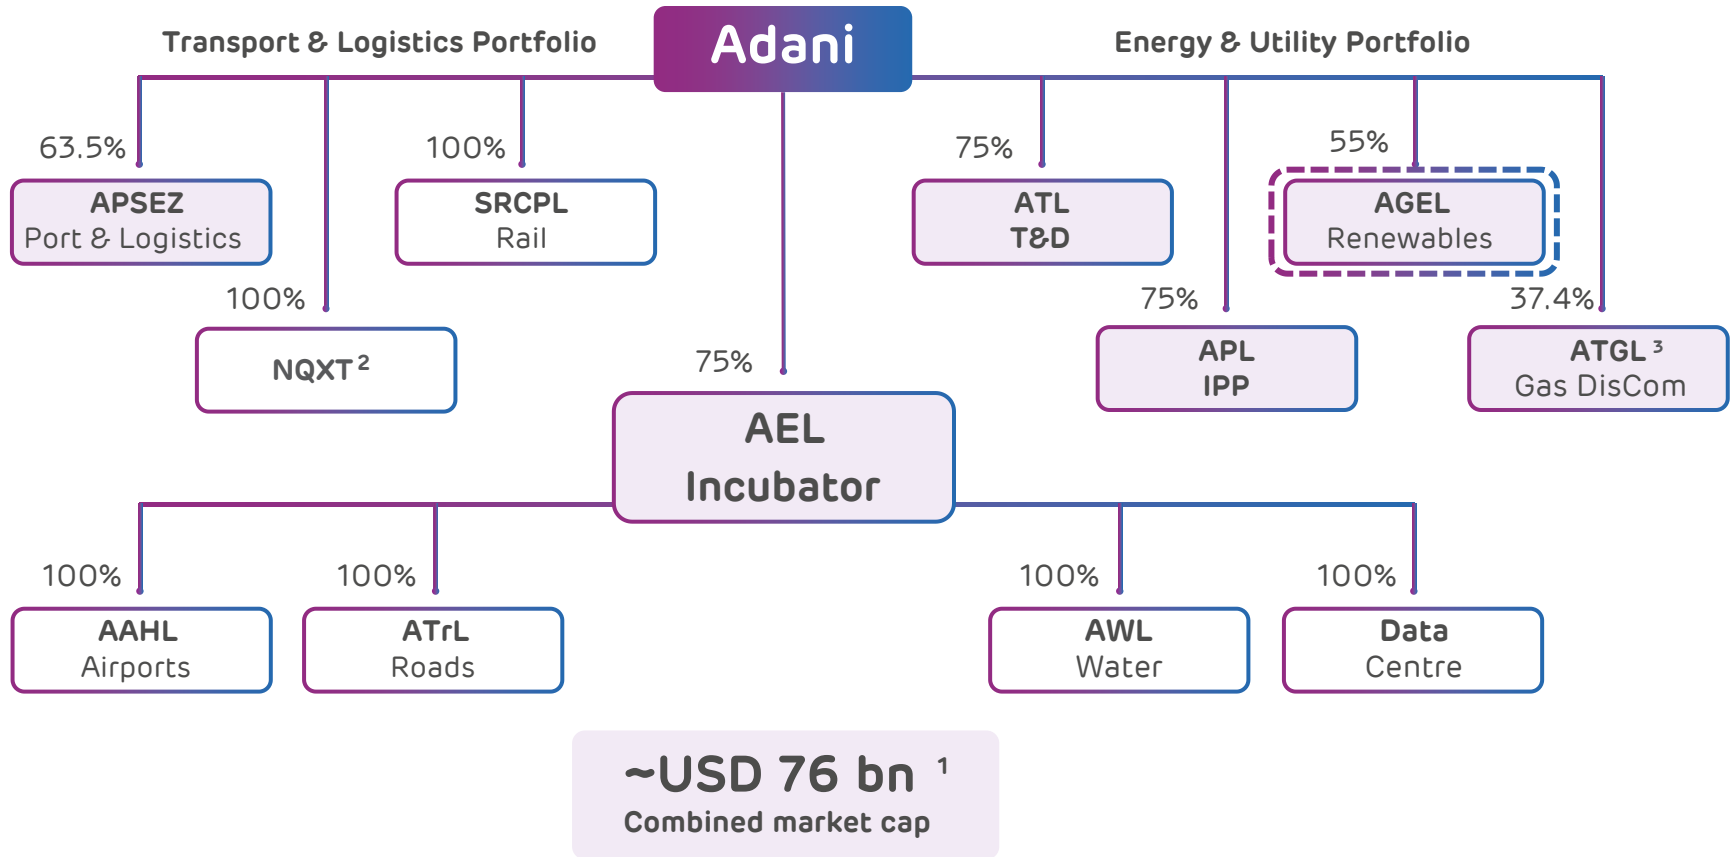 Transport & Logistics Portfolio
Adani
Energy & Utility Portfolio
63.5%
APSEZ
Port & Logistics
100%
SRCPL
Rail
75%
ATL
T&D
55%
AGEL
Renewables
100%
NQXT 2
75%
APL
IPP
37.4%
ATGL 3
Gas DisCom
75%
AEL
Incubator
100%
AAHL
Airports
100%
ATrL
Roads
100%
AWL
Water
100%
Data
Centre
~USD 76 bn 1
Combined market cap